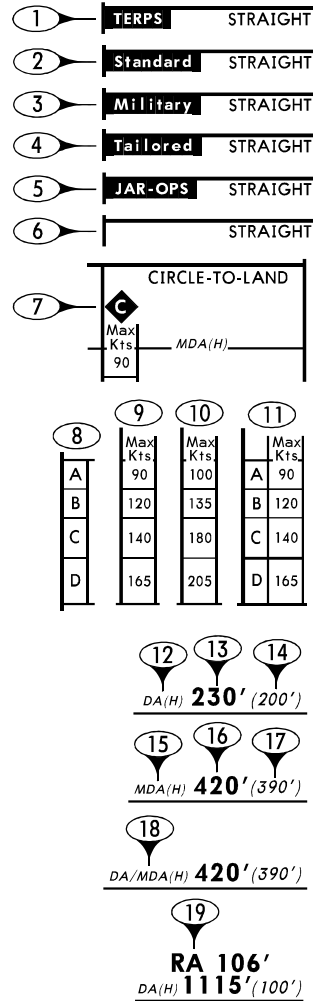 1 TERPS STRAIGHT
2 Standard STRAIGHT
3 Military STRAIGHT
4 Tailored STRAIGHT
5 JAR-OPS STRAIGHT
6 STRAIGHT
CIRCLE-TO-LAND
7 C
Max
Kts MDA(H)
90
8 9 10 11
Max Max Max
Kts. Kts. Kts.
A 90 100 A 90
B 120 135 B 120
C 140 180 C 140
D 165 205 D 165
12 13 14
DA(H) 230' (200')
15 16 17
MDA(H) 420' (390')
18
DA/MDA(H) 420' (390')
19
RA 106'
DA(H) 1115' (100')